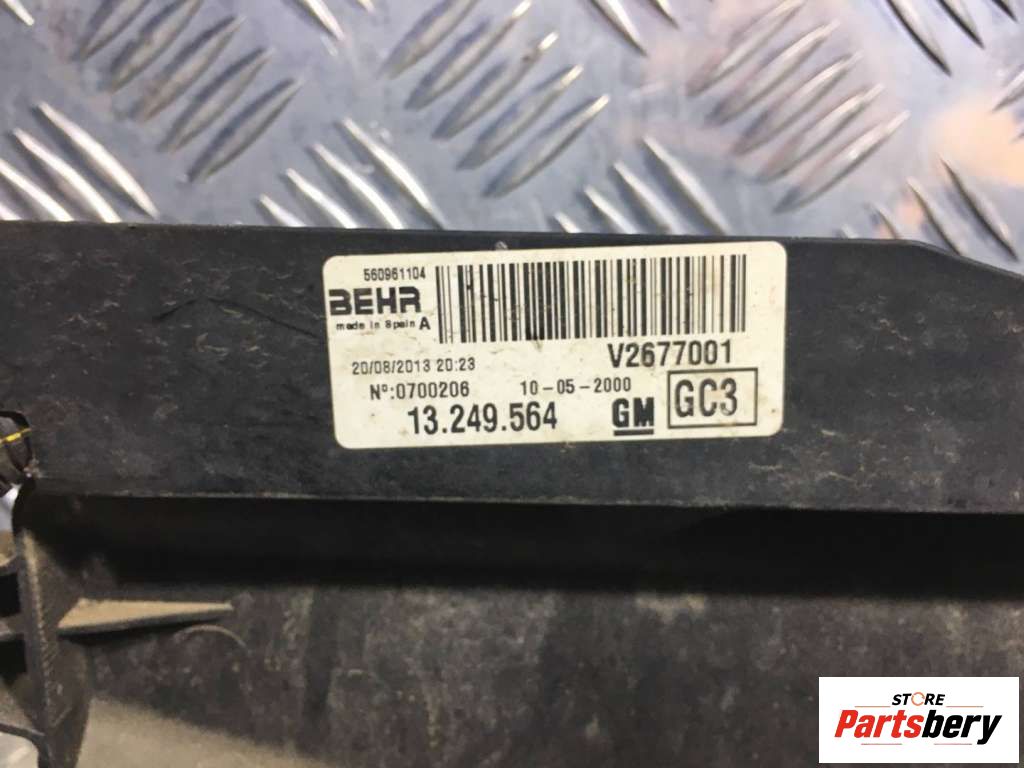 560961104
BEHR
made in Spain A
20/08/2013 20:23 V2677001
Nº:0700206 10-05-2000
13.249.564 GM GC3
STORE
Partsbery